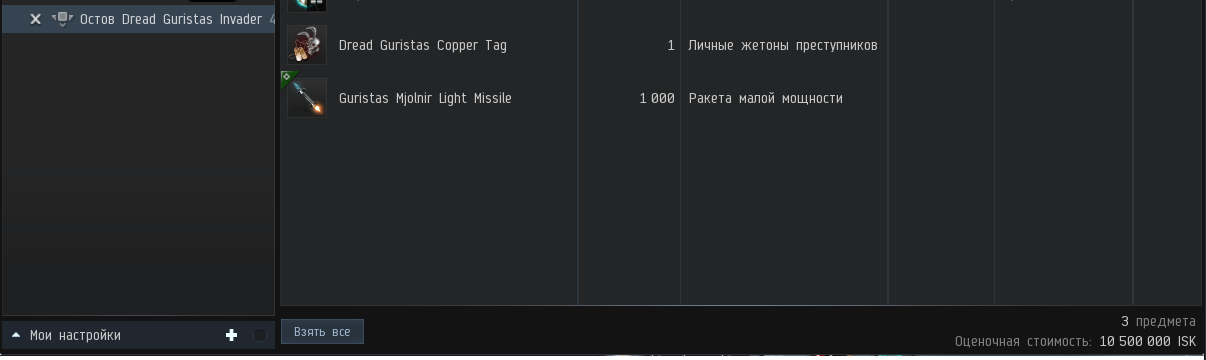 Остов Dread Guristas Invader
Dread Guristas Copper Tag 1 Личные жетоны преступников
Guristas Mjolnir Light Missile 1 000 Ракета малой мощности
Мои настройки
Взять все
3 предмета
Оценочная стоимость: 10 500 000 ISK